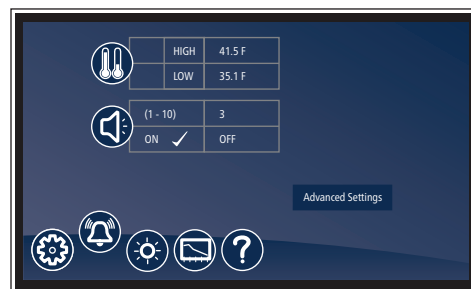 HIGH 41.5 F
LOW 35.1 F
(1 - 10) 3
ON ✓ OFF
Advanced Settings
?